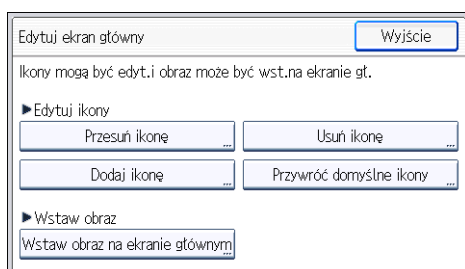 Edytuj ekran główny
Wyjście
Ikony mogą być edyt.i obraz może być wst.na ekranie gł.
►Edytuj ikony
Przesuń ikonę
Usuń ikonę
Dodaj ikonę
Przywróć domyślne ikony
►Wstaw obraz
Wstaw obraz na ekranie głównym